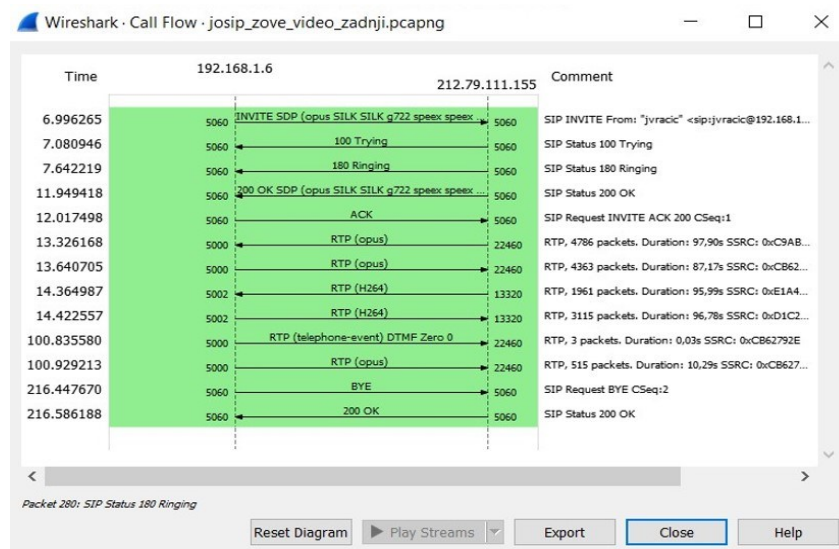 Wireshark · Call Flow · josip_zove_video_zadnji.pcapng
Time 192.168.1.6 212.79.111.155 Comment
6.996265 5060 INVITE SDP (opus SILK SILK g722 speex speex ... 5060 SIP INVITE From: "jvracic" <sip:jvracic@192.168.1...
7.080946 5060 100 Trying 5060 SIP Status 100 Trying
7.642219 5060 180 Ringing 5060 SIP Status 180 Ringing
11.949418 5060 200 OK SDP (opus SILK SILK g722 speex speex ... 5060 SIP Status 200 OK
12.017498 5060 ACK 5060 SIP Request INVITE ACK 200 CSeq:1
13.326168 5000 RTP (opus) 22460 RTP, 4786 packets. Duration: 97,90s SSRC: 0xC9AB...
13.640705 5000 RTP (opus) 22460 RTP, 4363 packets. Duration: 87,17s SSRC: 0xCB62...
14.364987 5002 RTP (H264) 13320 RTP, 1961 packets. Duration: 95,99s SSRC: 0xE1A4...
14.422557 5002 RTP (H264) 13320 RTP, 3115 packets. Duration: 96,78s SSRC: 0xD1C2...
100.835580 5000 RTP (telephone-event) DTMF Zero 0 22460 RTP, 3 packets. Duration: 0,03s SSRC: 0xCB62792E
100.929213 5000 RTP (opus) 22460 RTP, 515 packets. Duration: 10,29s SSRC: 0xCB627...
216.447670 5060 BYE 5060 SIP Request BYE CSeq:2
216.586188 5060 200 OK 5060 SIP Status 200 OK
Packet 280: SIP Status 180 Ringing
Reset Diagram Play Streams Export Close Help